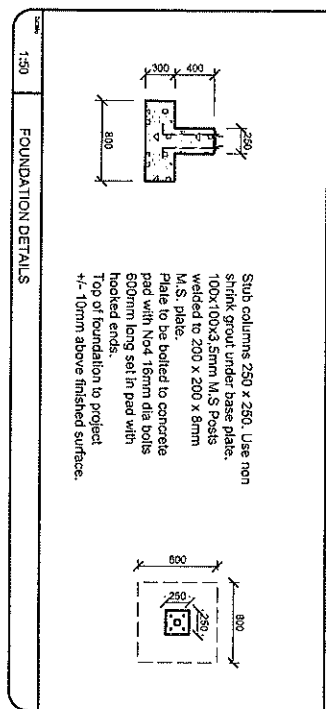 300
400
250
800
Stub columns 250 x 250. Use non
shrink grout under base plate.
100x100x3,5mm M.S Posts
welded to 200 x 200 x 8mm
M.S. plate.
Plate to be bolted to concrete
pad with No4 16mm dia bolts
600mm long set in pad with
hooked ends.
Top of foundation to project
+/- 10mm above finished surface.
800
250
250
600
Scale
1:50
FOUNDATION DETAILS